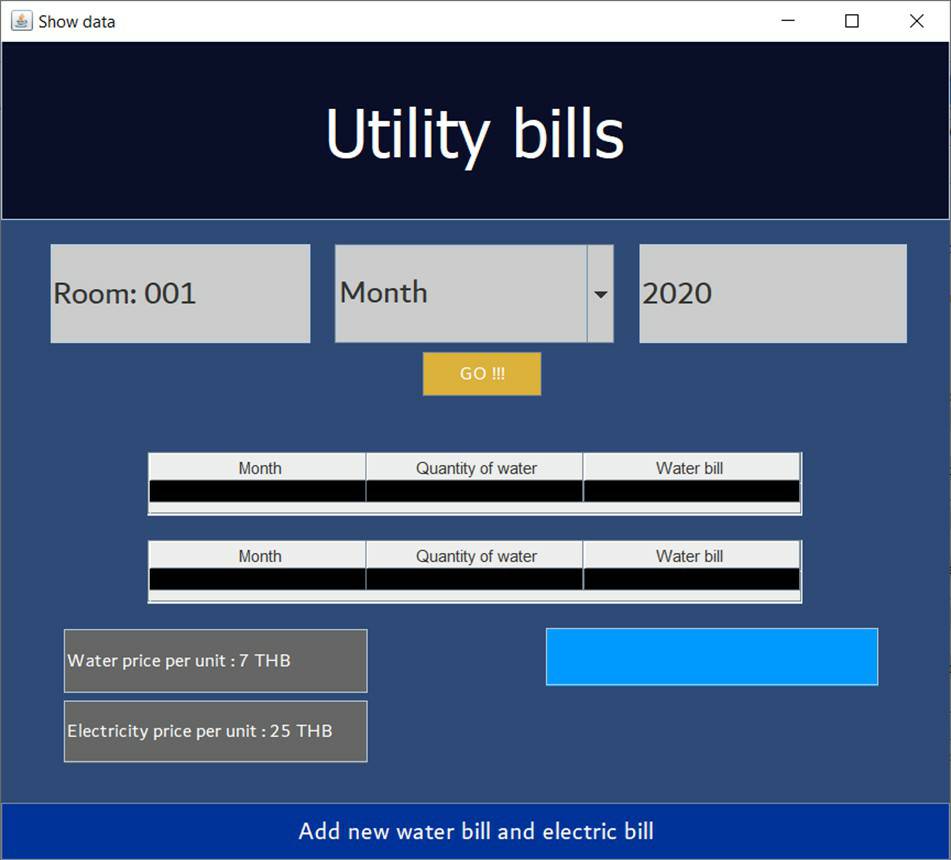 Show data
Utility bills
Room: 001
Month
2020
GO !!!
Month Quantity of water Water bill
Month Quantity of water Water bill
Water price per unit : 7 THB
Electricity price per unit : 25 THB
Add new water bill and electric bill